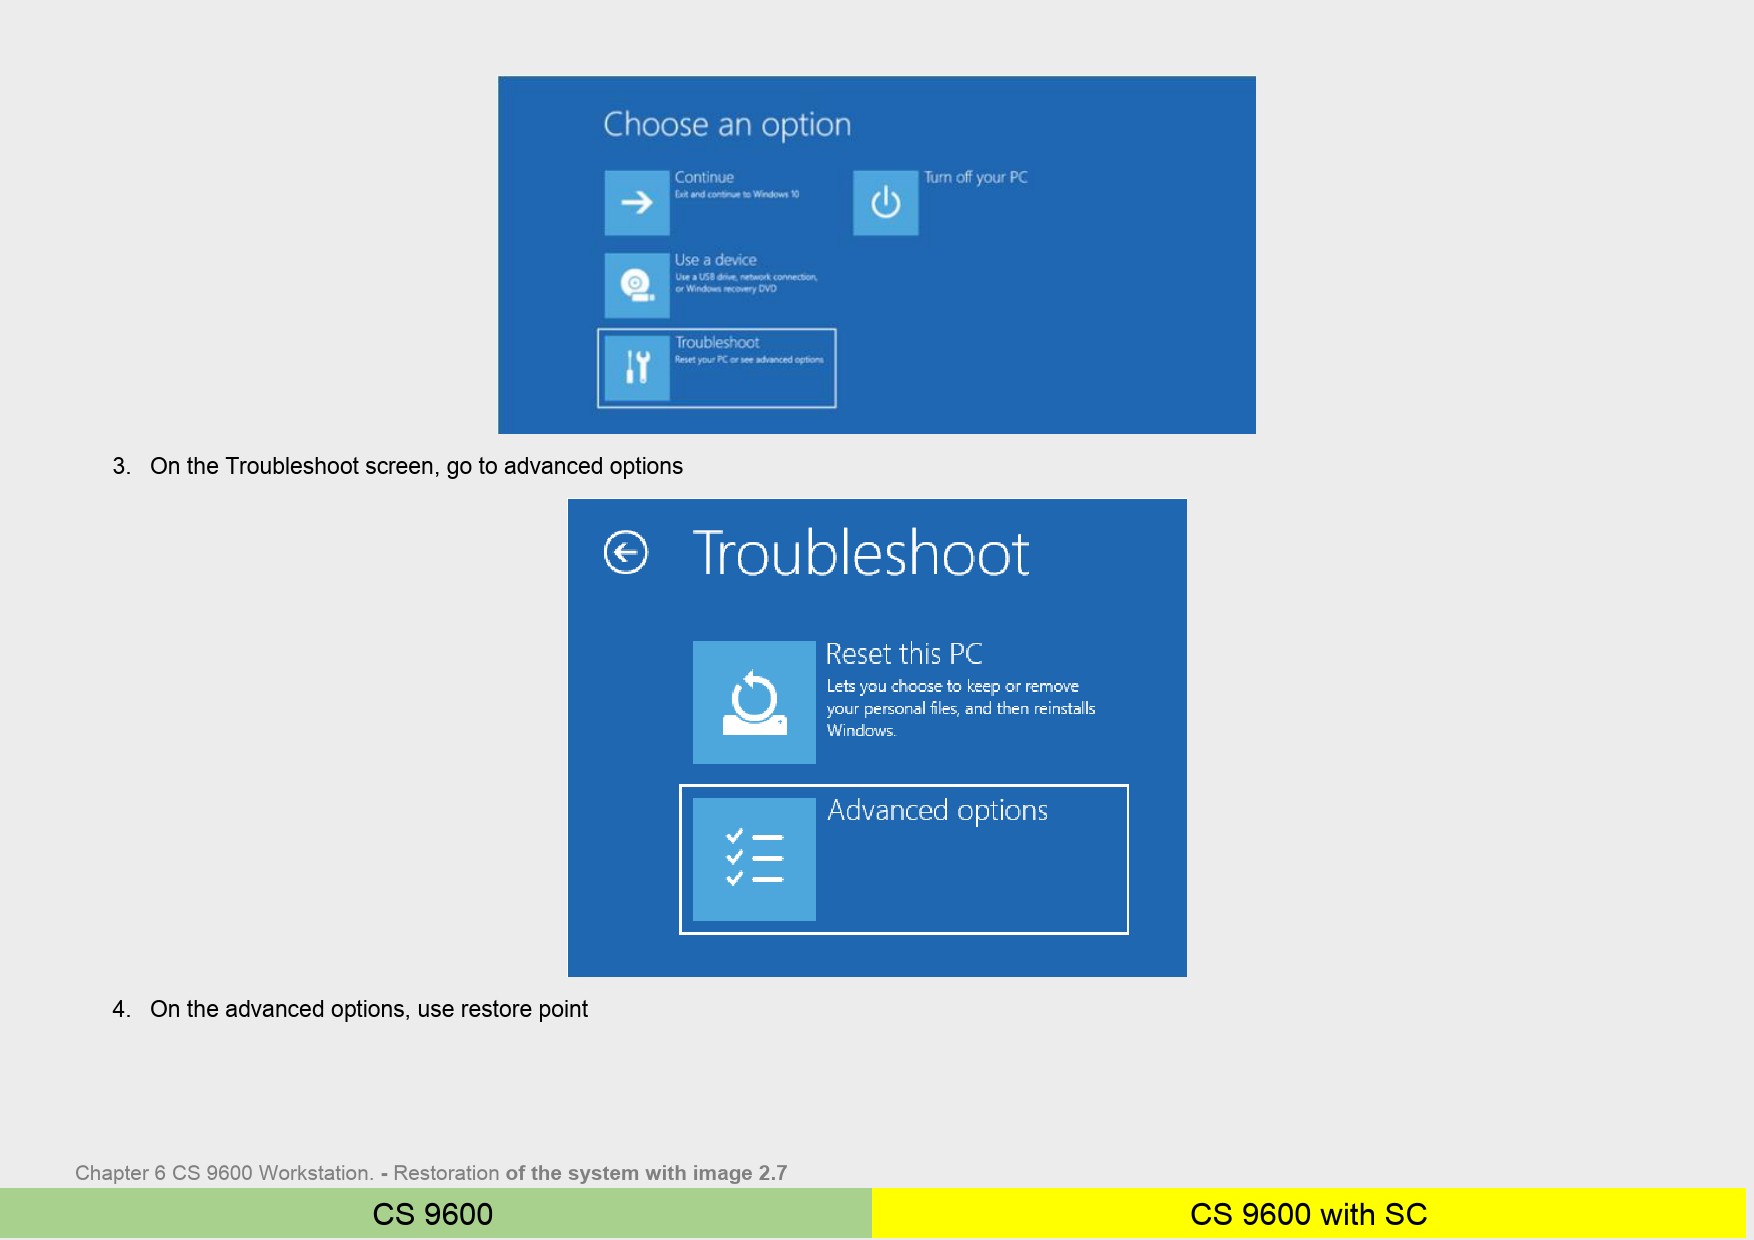 Choose an option
Continue
Exit and continue to Windows 10
Turn off your PC
Use a device
Use a USB drive, network connection,
or Windows recovery DVD
Troubleshoot
Reset your PC or see advanced options
3. On the Troubleshoot screen, go to advanced options
Troubleshoot
Reset this PC
Lets you choose to keep or remove
your personal files, and then reinstalls
Windows.
Advanced options
4. On the advanced options, use restore point
Chapter 6 CS 9600 Workstation. - Restoration of the system with image 2.7
CS 9600
CS 9600 with SC